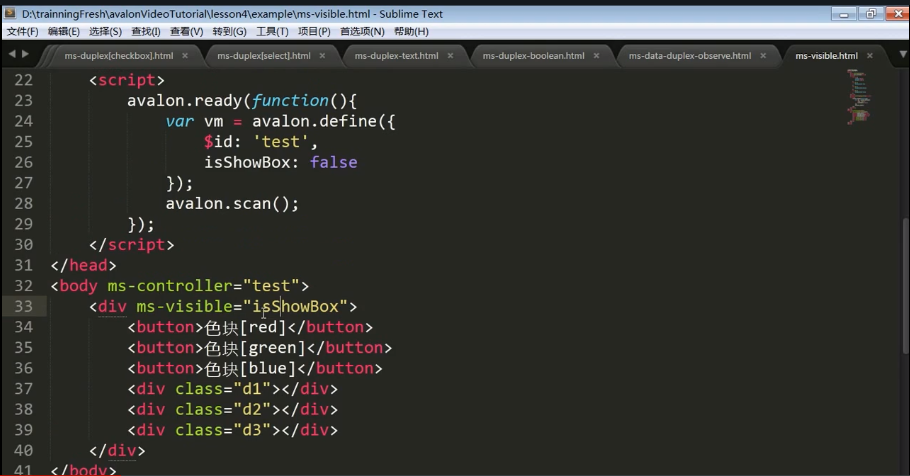 D:\trainningFresh\avalonVideoTutorial\lesson4\example\ms-visible.html - Sublime Text
文件(F) 编辑(E) 选择(S) 查找(I) 查看(V) 转到(G) 工具(T) 项目(P) 首选项(N) 帮助(H)
ms-duplex[checkbox].html × ms-duplex[select].html × ms-duplex-text.html × ms-duplex-boolean.html × ms-data-duplex-observe.html × ms-visible.html ×
22 <script>
23 avalon.ready(function(){
24 var vm = avalon.define({
25 $id: 'test',
26 isShowBox: false
27 });
28 avalon.scan();
29 });
30 </script>
31 </head>
32 <body ms-controller="test">
33 <div ms-visible="isShowBox">
34 <button>色块[red]</button>
35 <button>色块[green]</button>
36 <button>色块[blue]</button>
37 <div class="d1"></div>
38 <div class="d2"></div>
39 <div class="d3"></div>
40 </div>
41 </body>